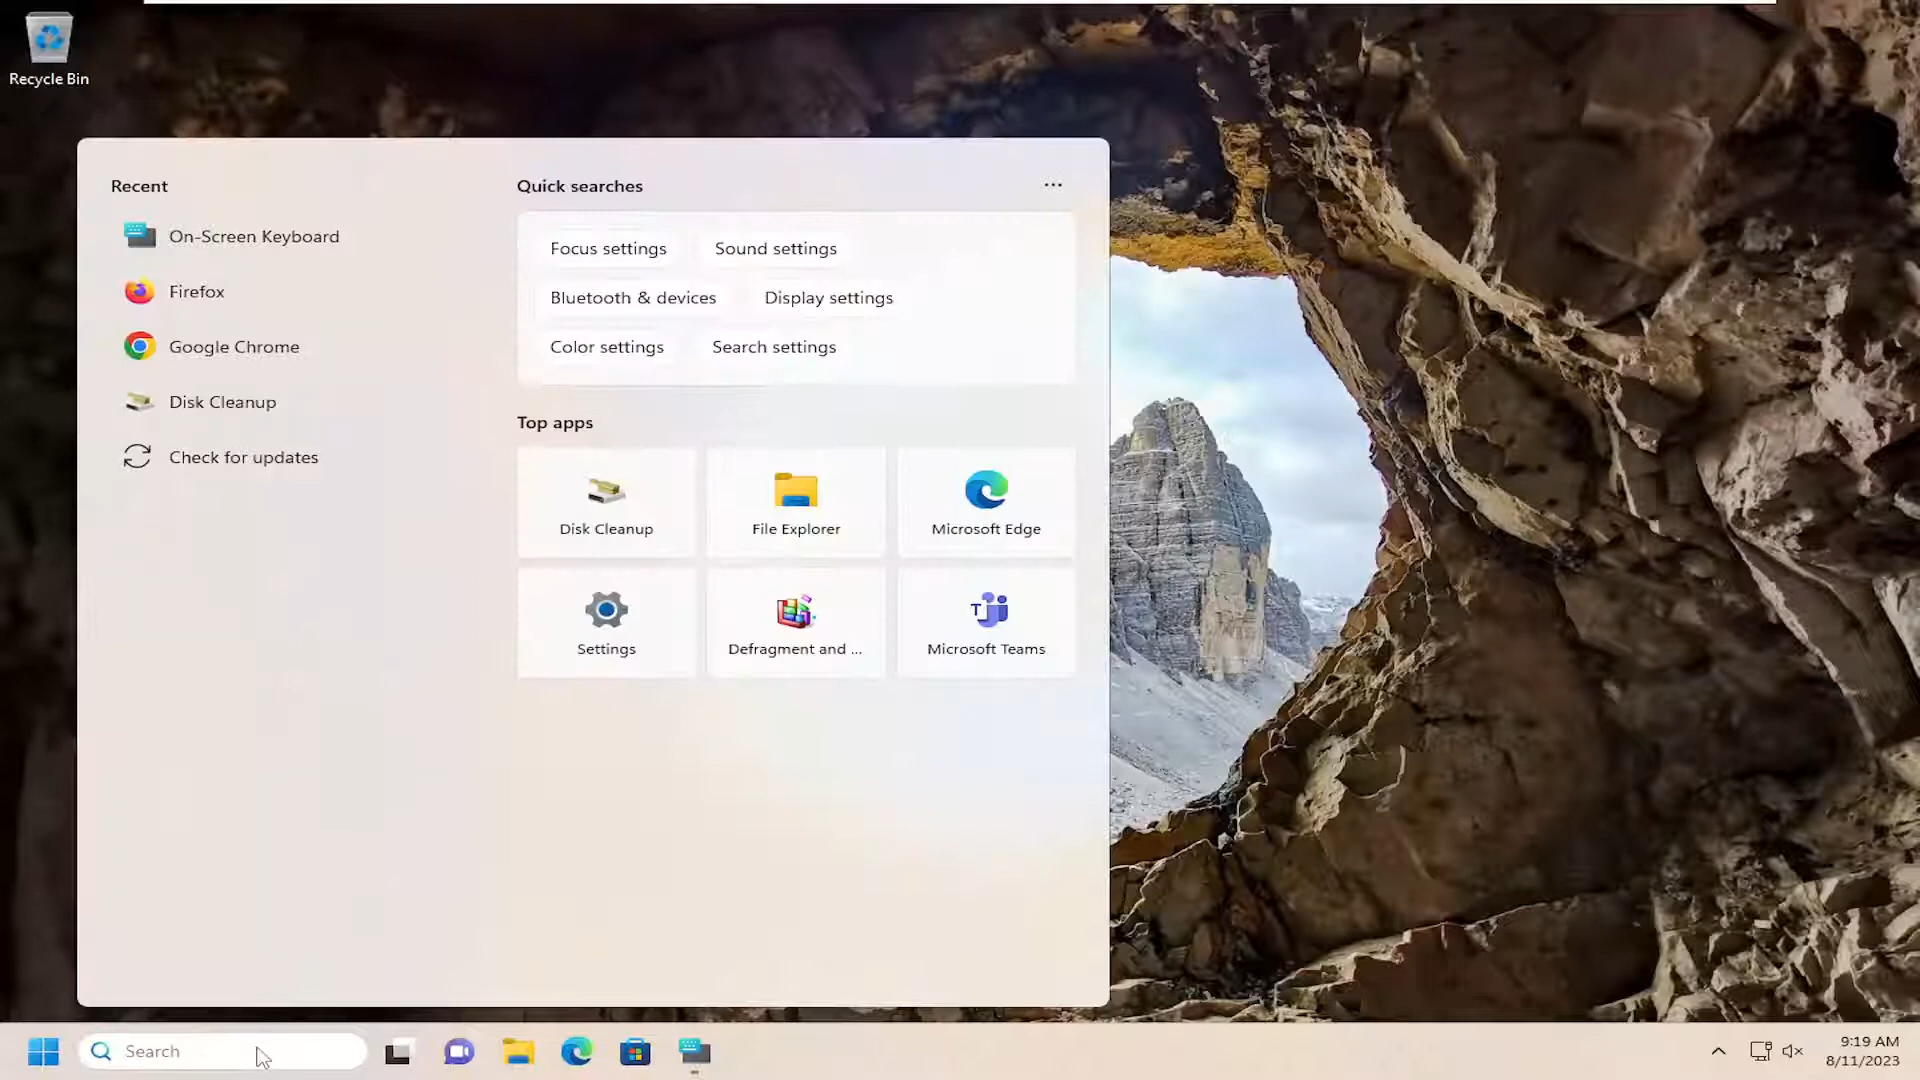 Recycle Bin
Recent
On-Screen Keyboard
Firefox
Google Chrome
Disk Cleanup
Check for updates
Quick searches
Focus settings
Sound settings
Bluetooth & devices
Display settings
Color settings
Search settings
Top apps
Disk Cleanup
File Explorer
Microsoft Edge
Settings
Defragment and ...
Microsoft Teams
Search
9:19 AM
8/11/2023